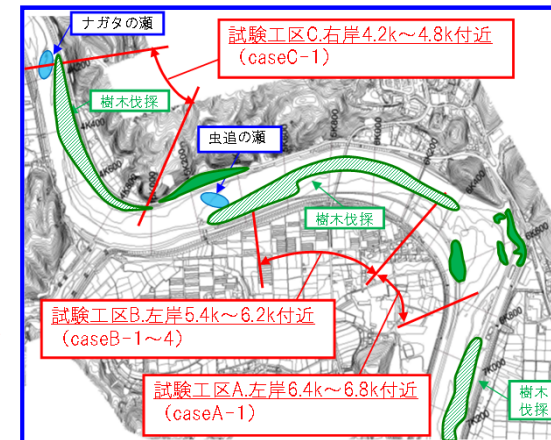 ナガタの瀬
試験工区C.右岸4.2k～4.8k付近
（caseC-1）
樹木伐採
虫追の瀬
樹木伐採
試験工区B.左岸5.4k～6.2k付近
（caseB-1～4）
試験工区A.左岸6.4k～6.8k付近
（caseA-1）
樹木
伐採
4K400
7K000
7K200